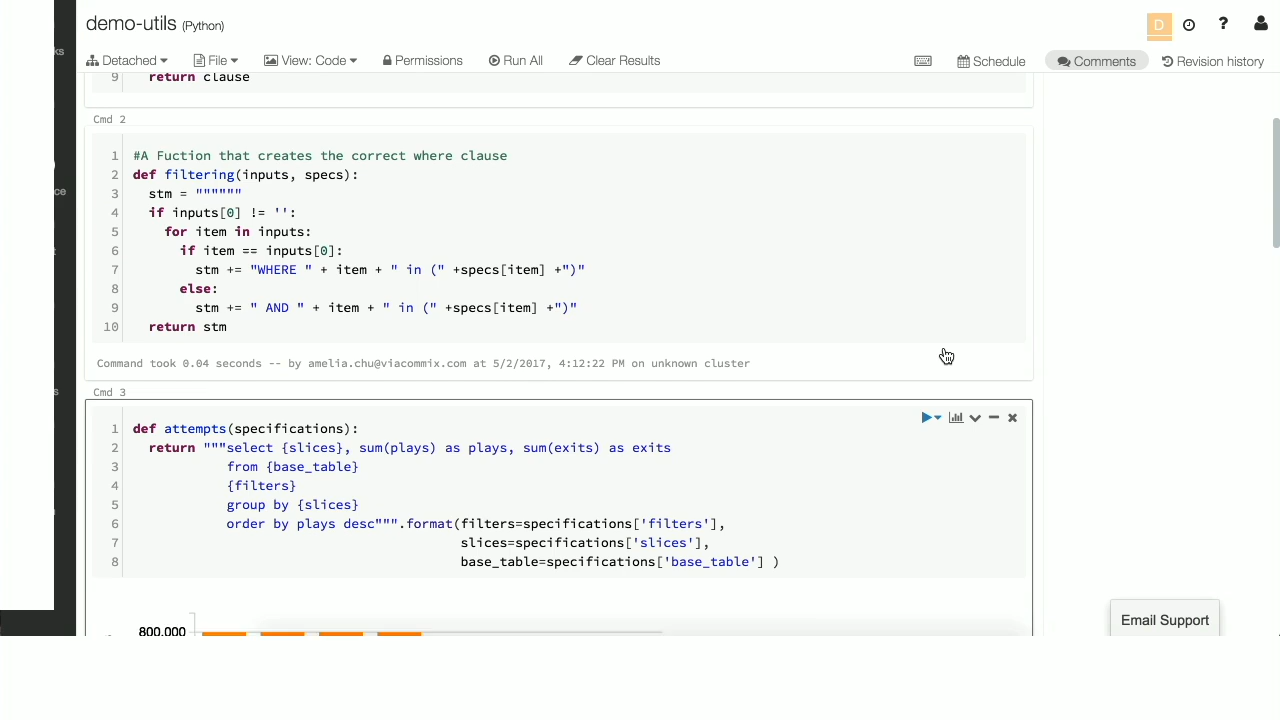 demo-utils (Python)
D
?
Detached
File
View: Code
Permissions
Run All
Clear Results
Schedule
Comments
Revision history
ks
ce
9 return clause
Cmd 2
1 #A Fuction that creates the correct where clause
2 def filtering(inputs, specs):
3 stm = """"""
4 if inputs[0] != '':
5 for item in inputs:
6 if item == inputs[0]:
7 stm += "WHERE " + item + " in (" +specs[item] +")"
8 else:
9 stm += " AND " + item + " in (" +specs[item] +")"
10 return stm
Command took 0.04 seconds -- by amelia.chu@viacommix.com at 5/2/2017, 4:12:22 PM on unknown cluster
Cmd 3
1 def attempts(specifications):
2 return """select {slices}, sum(plays) as plays, sum(exits) as exits
3 from {base_table}
4 {filters}
5 group by {slices}
6 order by plays desc""".format(filters=specifications['filters'],
7 slices=specifications['slices'],
8 base_table=specifications['base_table'] )
800,000
Email Support